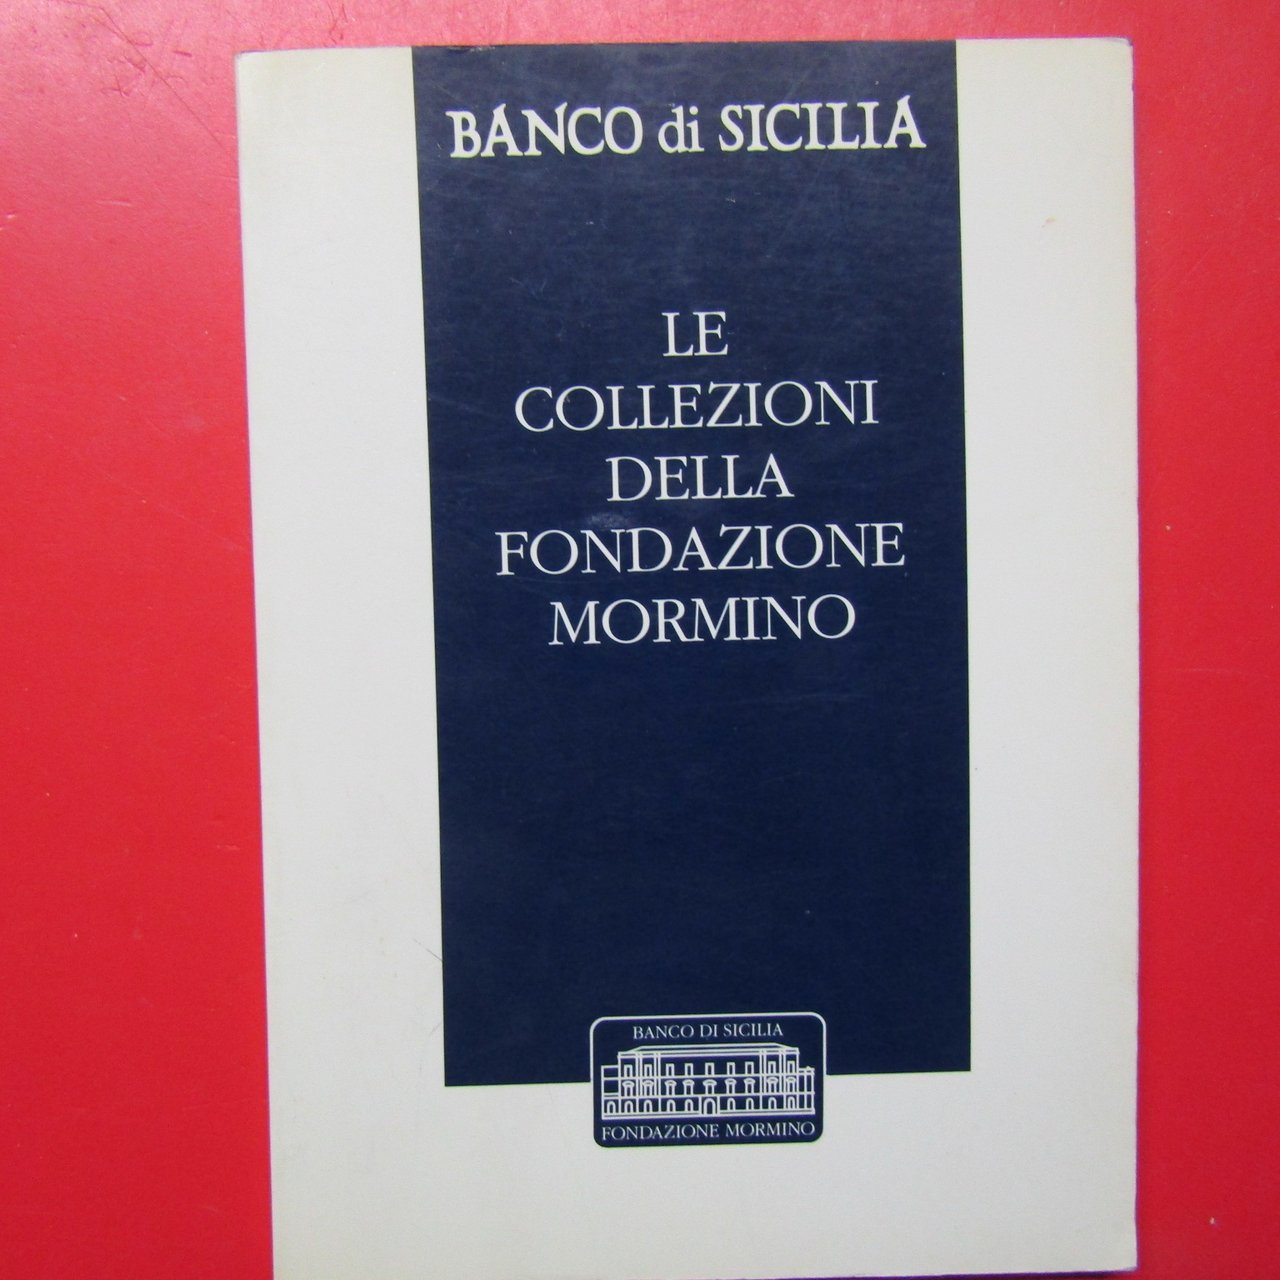 BANCO di SICILIA
LE
COLLEZIONI
DELLA
FONDAZIONE
MORMINO
BANCO DI SICILIA
FONDAZIONE MORMINO